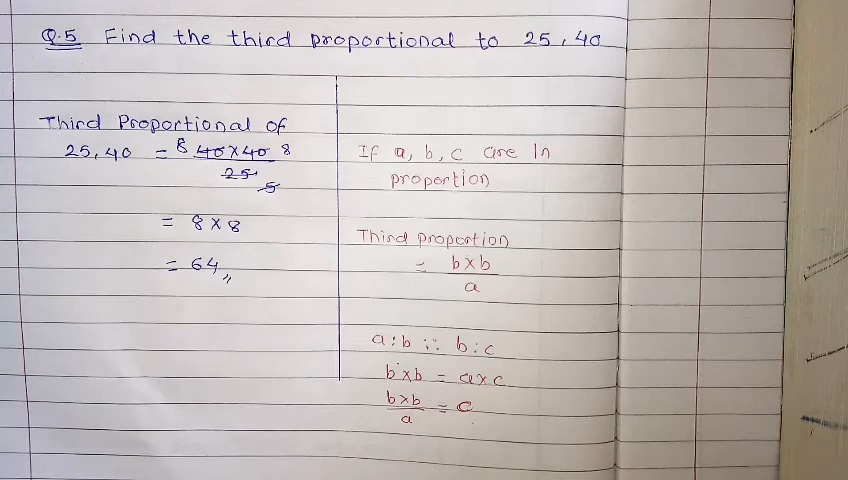 Q.5 Find the third proportional to 25, 40
Third Proportional of
25, 40 = 8 40×40 8
25
5
= 8 × 8
= 64,,
If a, b, c are in
proportion
Third proportion
= b×b
a
a : b :: b : c
b×b = a×c
b×b = c
a